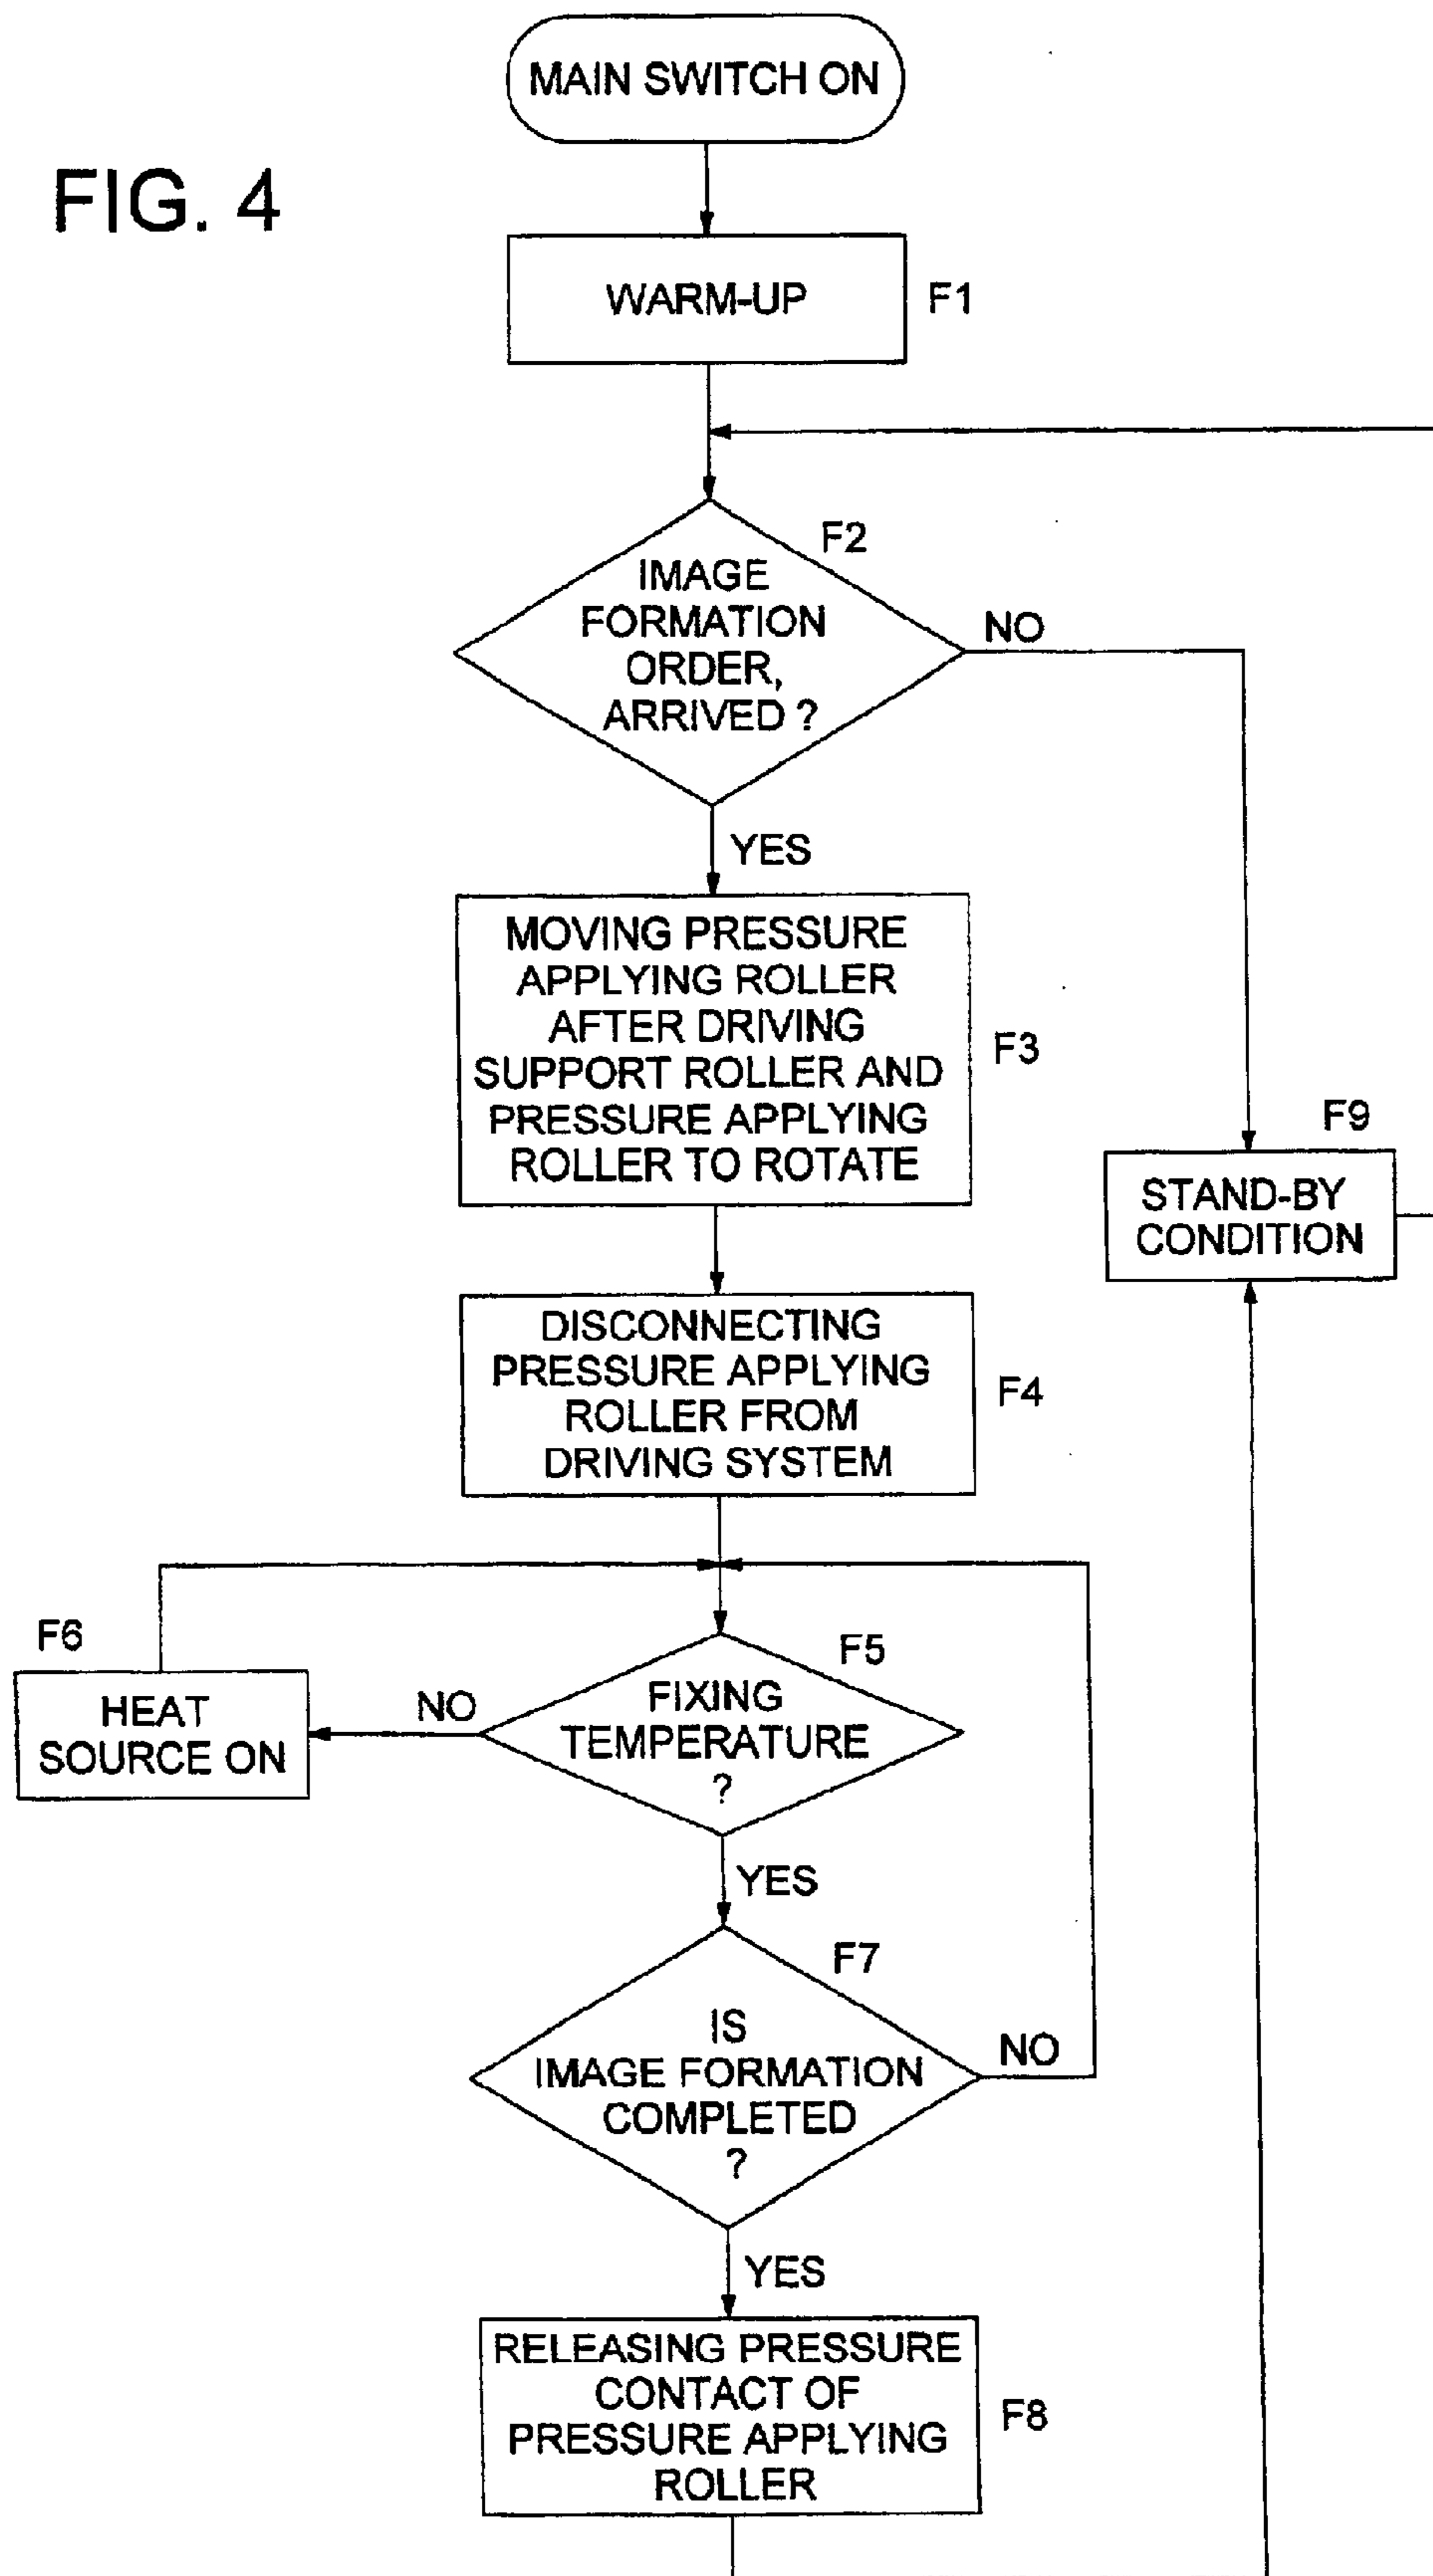 MAIN SWITCH ON
FIG. 4
WARM-UP
F1
F2
IMAGE
FORMATION
ORDER,
ARRIVED ?
NO
YES
MOVING PRESSURE
APPLYING ROLLER
AFTER DRIVING
SUPPORT ROLLER AND
PRESSURE APPLYING
ROLLER TO ROTATE
F3
F9
STAND-BY
CONDITION
DISCONNECTING
PRESSURE APPLYING
ROLLER FROM
DRIVING SYSTEM
F4
F6
HEAT
SOURCE ON
NO
F5
FIXING
TEMPERATURE
?
YES
F7
IS
IMAGE FORMATION
COMPLETED
?
NO
YES
RELEASING PRESSURE
CONTACT OF
PRESSURE APPLYING
ROLLER
F8